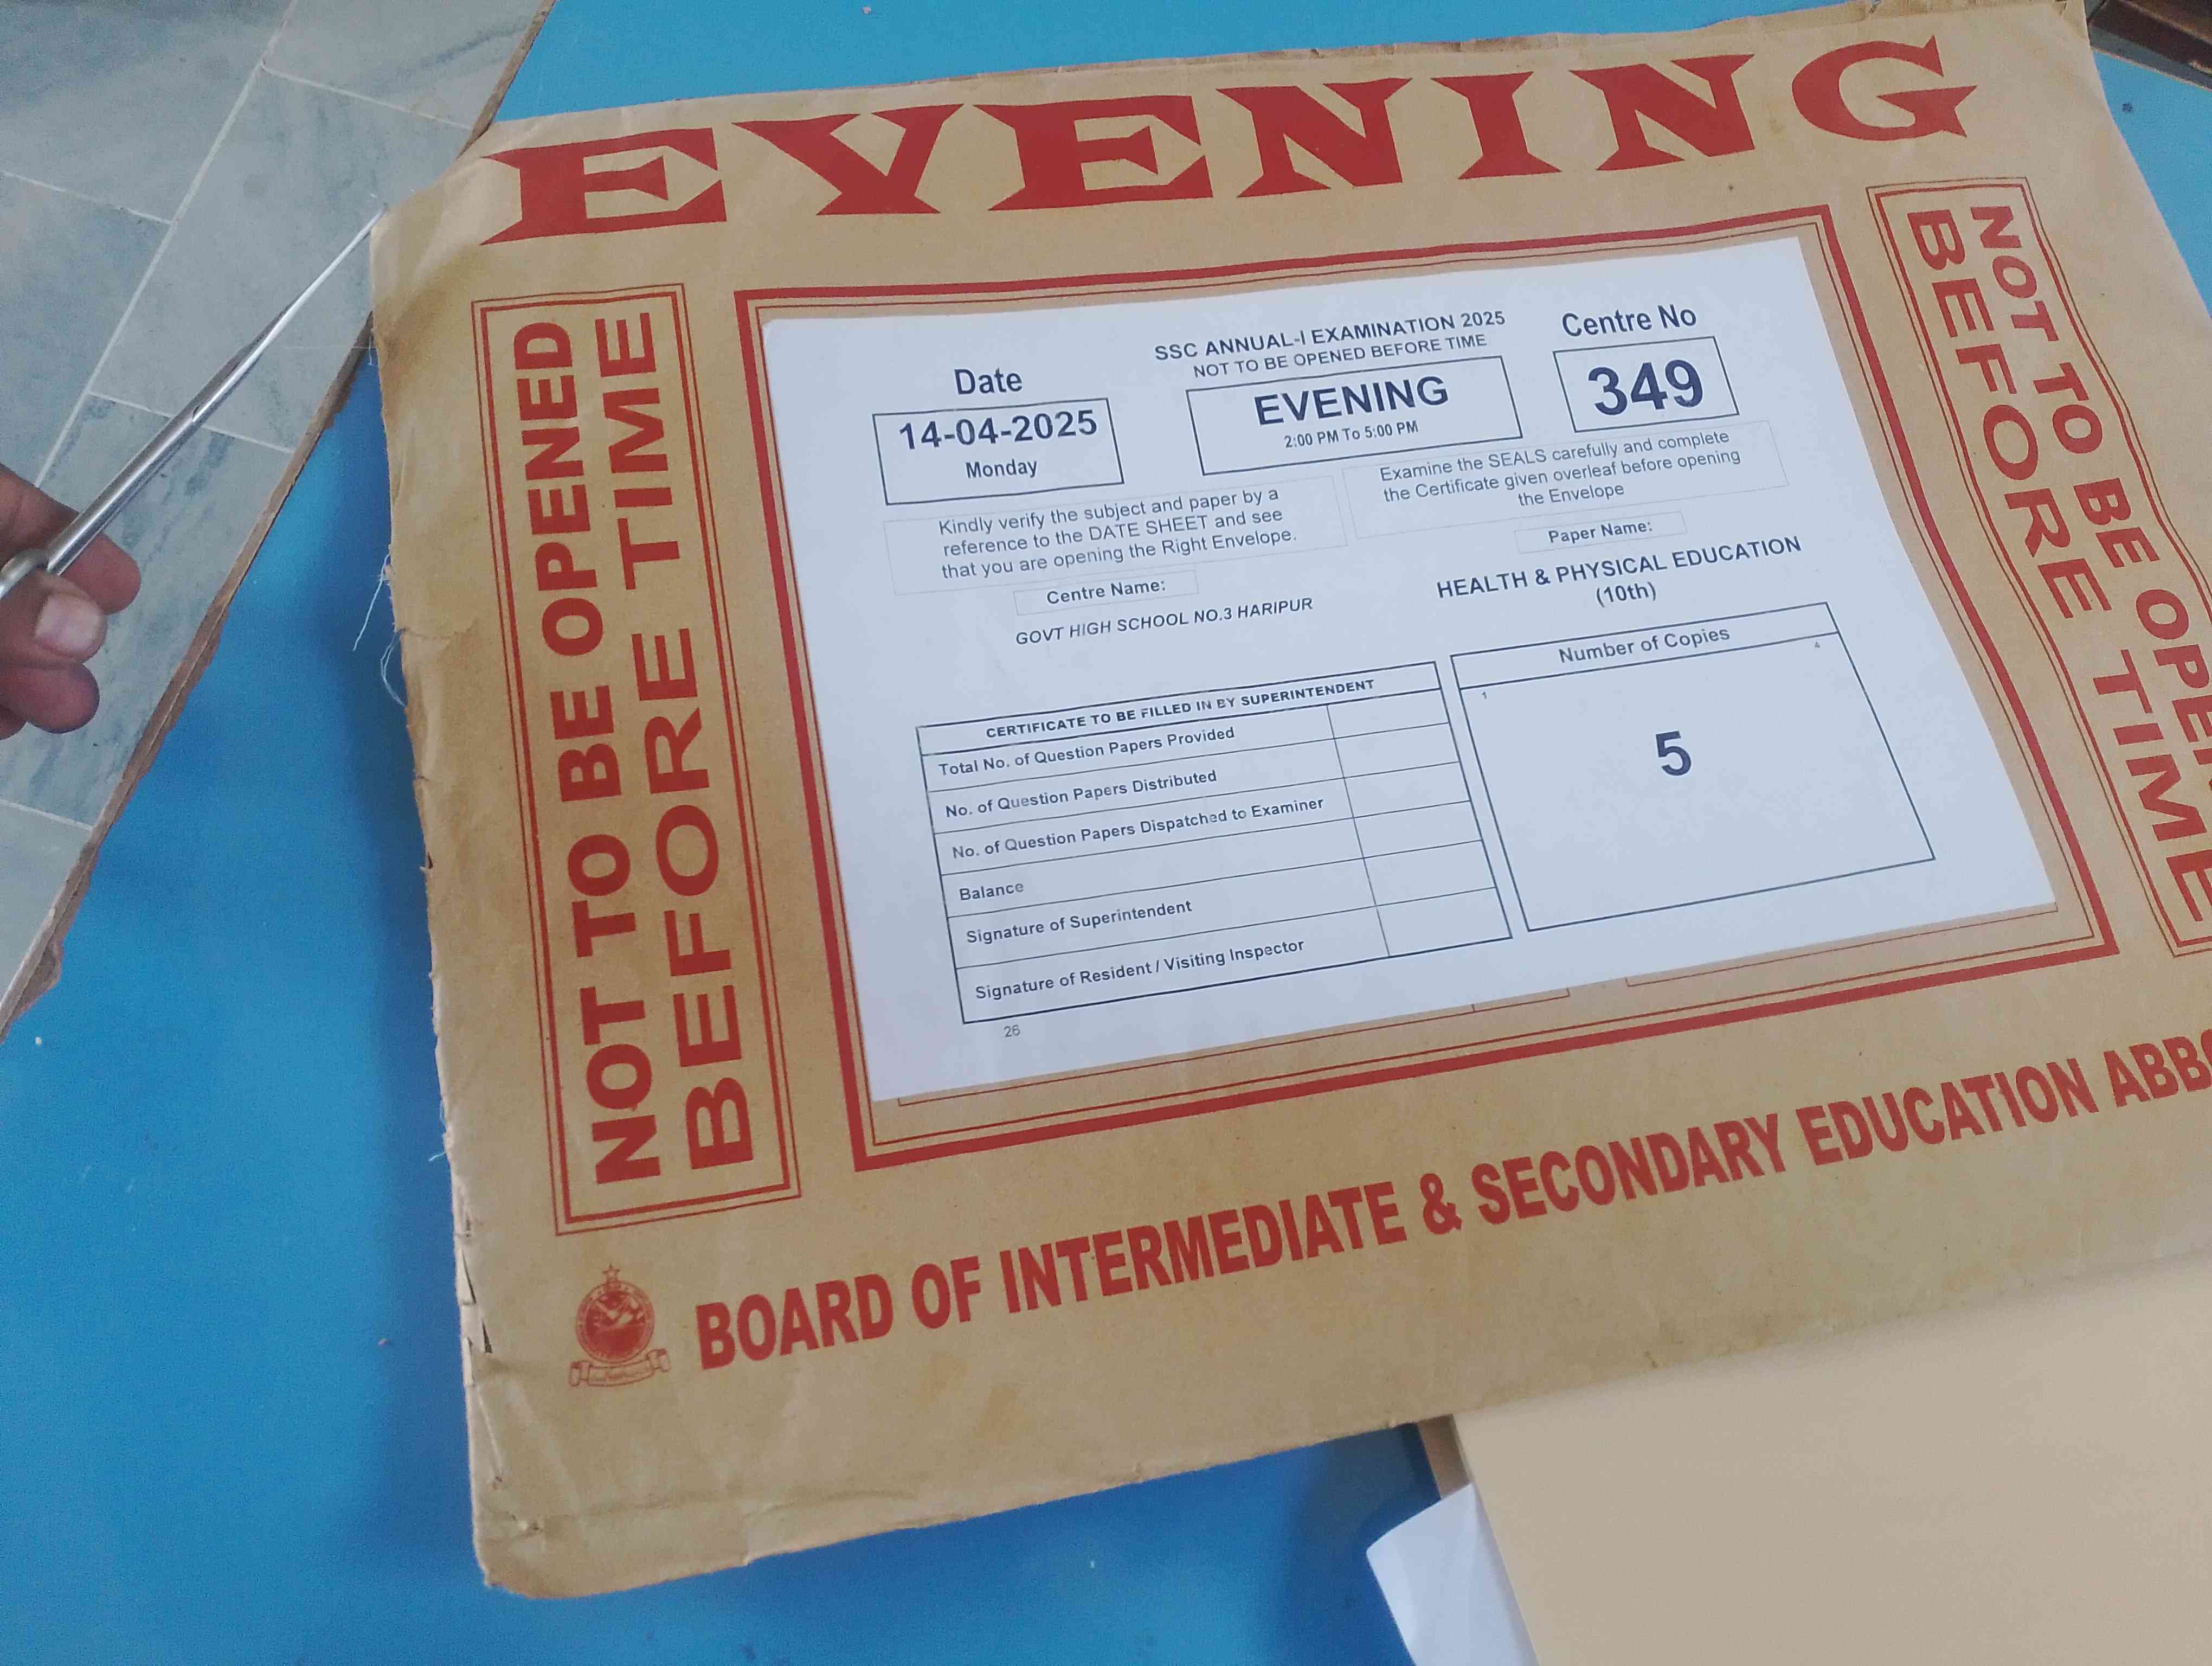 EVENING
NOT TO BE OPENED
BEFORE TIME
NOT TO BE
BEFORE TIME
Date
14-04-2025
Monday
SSC ANNUAL-I EXAMINATION 2025
NOT TO BE OPENED BEFORE TIME
EVENING
2:00 PM To 5:00 PM
Centre No
349
Kindly verify the subject and paper by a
reference to the DATE SHEET and see
that you are opening the Right Envelope.
Examine the SEALS carefully and complete
the Certificate given overleaf before opening
the Envelope
Centre Name:
GOVT HIGH SCHOOL NO.3 HARIPUR
Paper Name:
HEALTH & PHYSICAL EDUCATION
(10th)
CERTIFICATE TO BE FILLED IN BY SUPERINTENDENT
Total No. of Question Papers Provided
No. of Question Papers Distributed
No. of Question Papers Dispatched to Examiner
Balance
Signature of Superintendent
Signature of Resident / Visiting Inspector
26
Number of Copies
1
4
5
BOARD OF INTERMEDIATE & SECONDARY EDUCATION